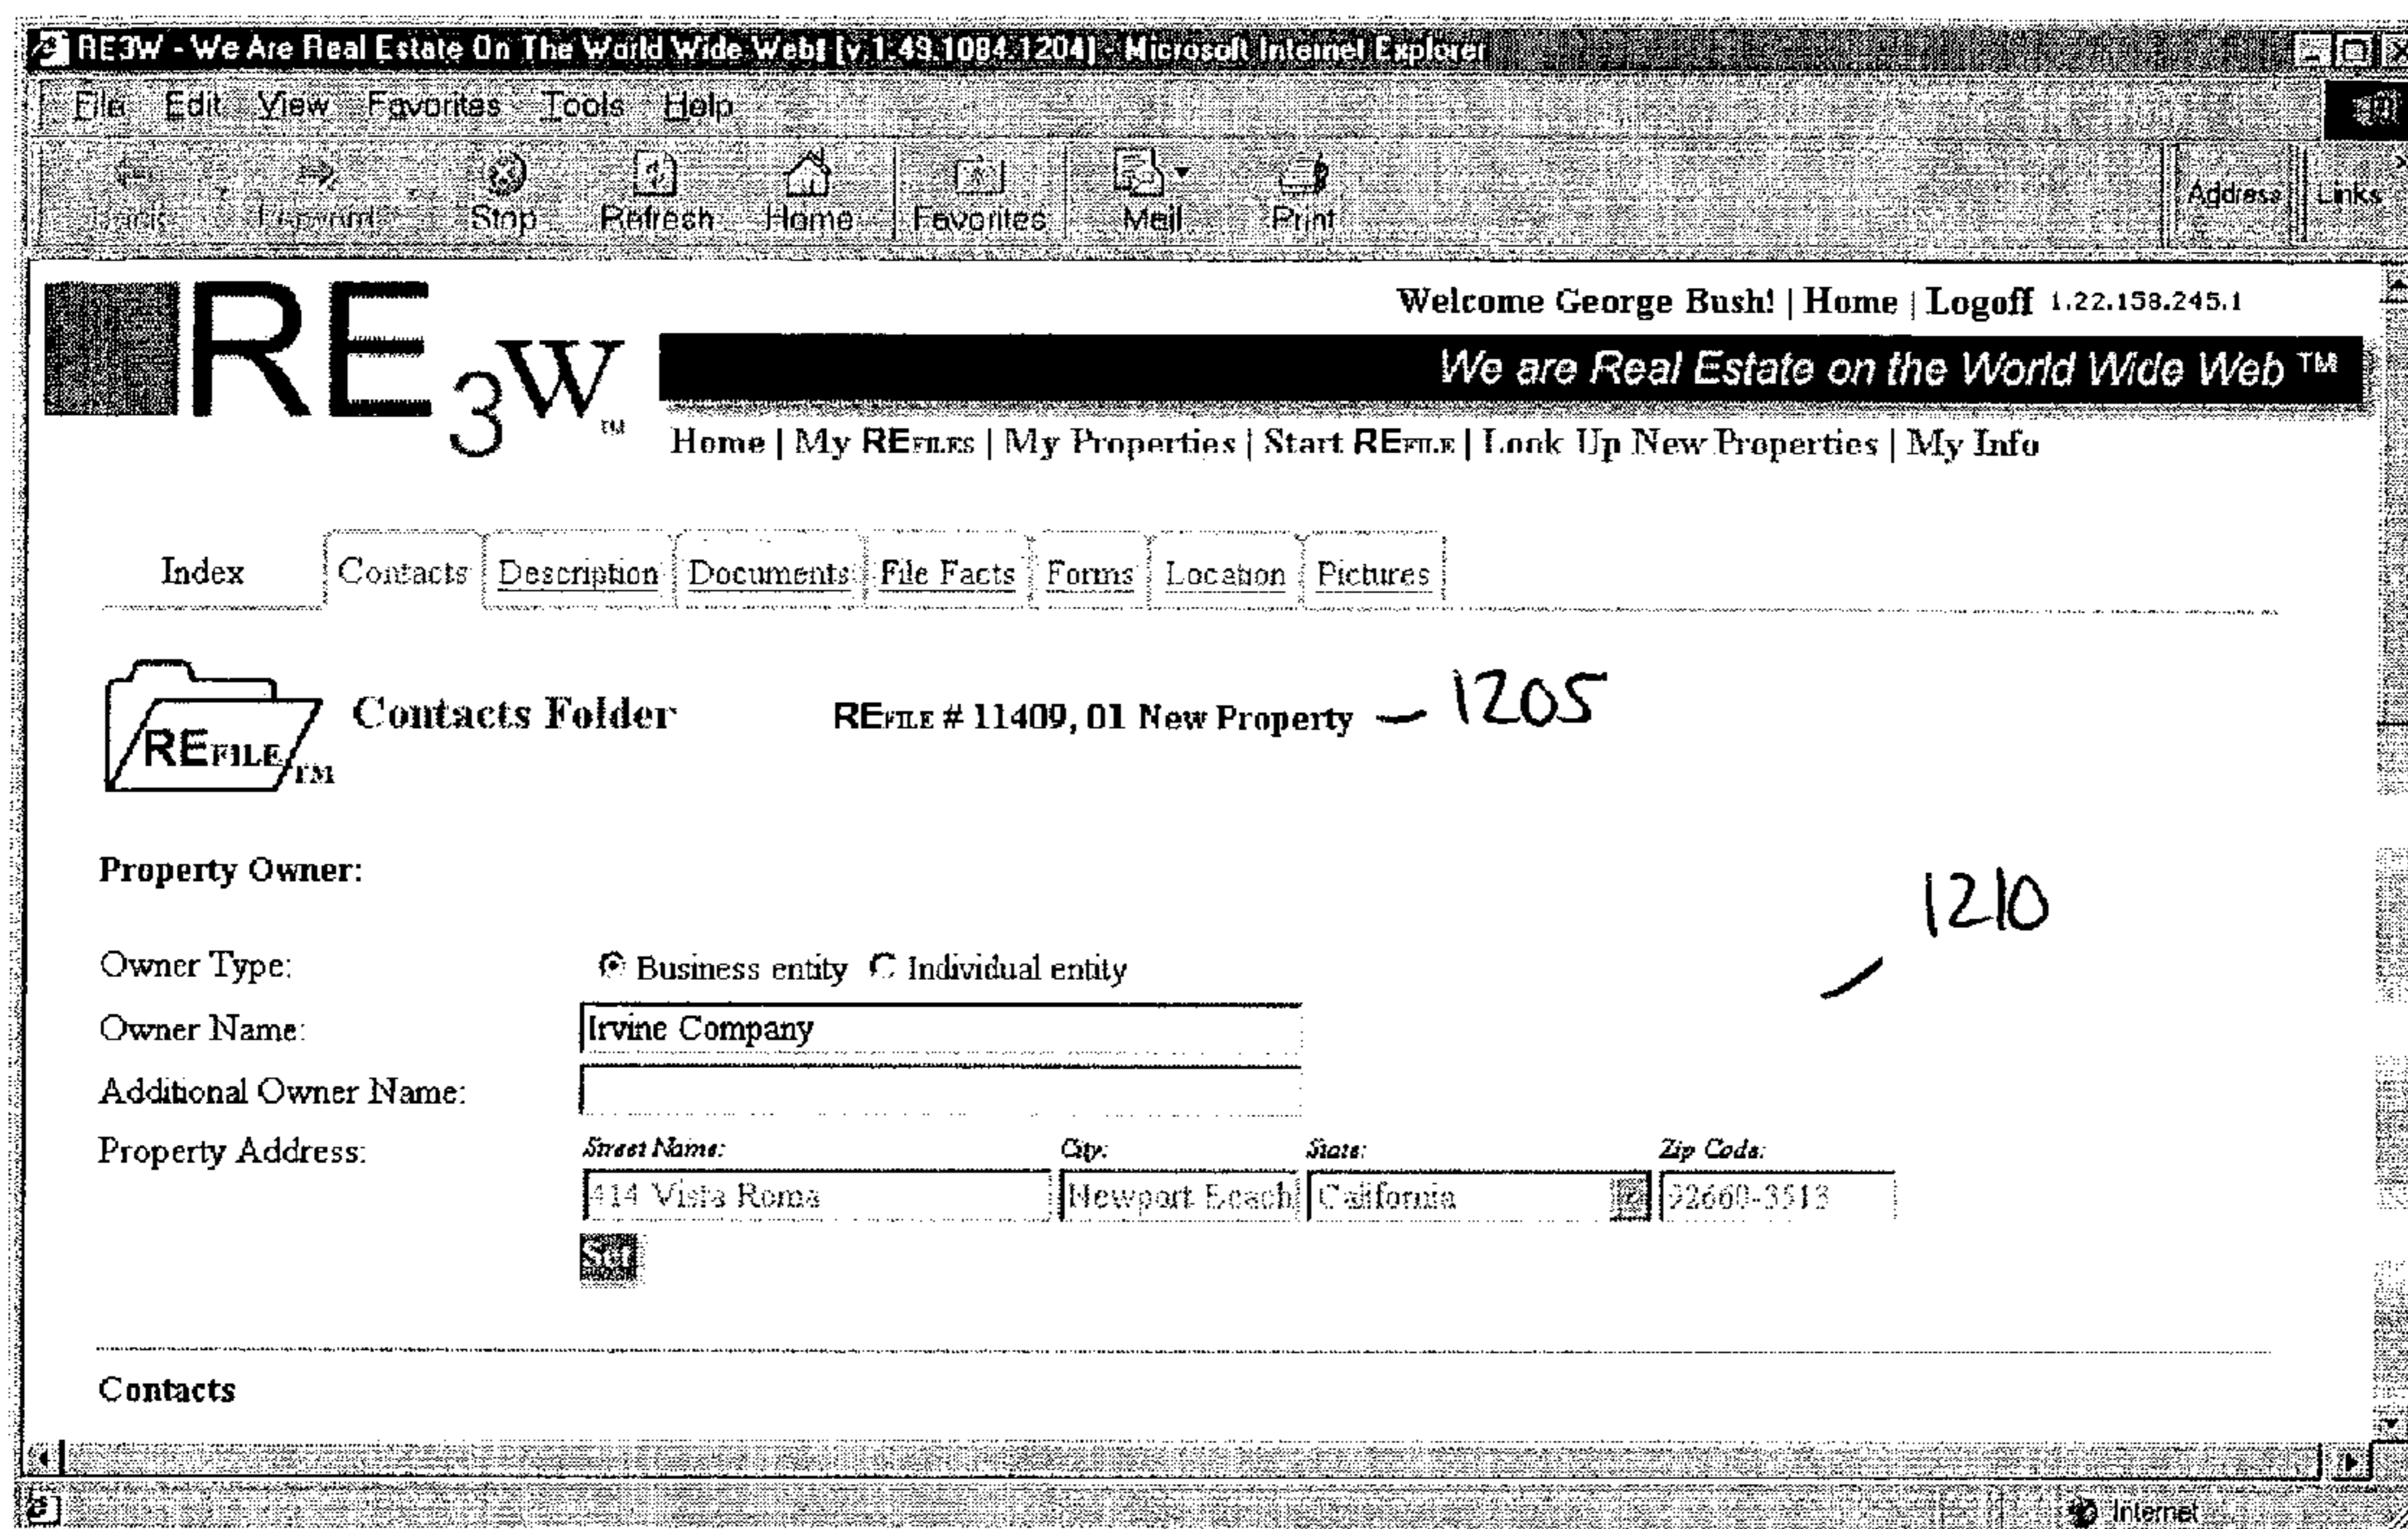 RE3W - We Are Real Estate On The World Wide Web! [v.1.49.1084.1204] - Microsoft Internet Explorer
File Edit View Favorites Tools Help
Back Forward Stop Refresh Home Favorites Mail Print Address Links
Welcome George Bush! | Home | Logoff 1.22.158.245.1
RE3W TM
We are Real Estate on the World Wide Web ™
Home | My REFILES | My Properties | Start REFILE | Look Up New Properties | My Info
Index Contacts Description Documents File Facts Forms Location Pictures
REFILE TM Contacts Folder REFILE # 11409, 01 New Property 1205
Property Owner:
1210
Owner Type: Business entity Individual entity
Owner Name: Irvine Company
Additional Owner Name:
Property Address: Street Name: City: State: Zip Code:
414 Vista Roma Newport Beach California 92660-3513
Contacts
Internet